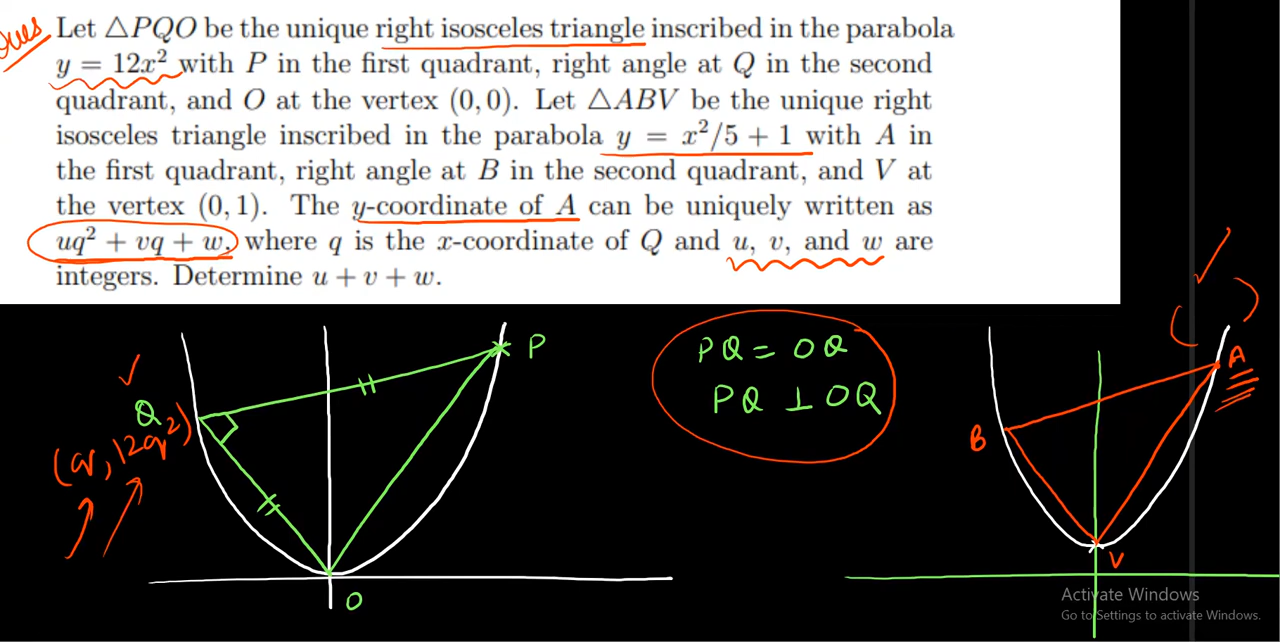 Ques Let △PQO be the unique right isosceles triangle inscribed in the parabola
y = 12x² with P in the first quadrant, right angle at Q in the second
quadrant, and O at the vertex (0, 0). Let △ABV be the unique right
isosceles triangle inscribed in the parabola y = x²/5 + 1 with A in
the first quadrant, right angle at B in the second quadrant, and V at
the vertex (0, 1). The y-coordinate of A can be uniquely written as
uq² + vq + w, where q is the x-coordinate of Q and u, v, and w are
integers. Determine u + v + w.
P
Q
(q, 12q²)
O
PQ = OQ
PQ ⊥ OQ
( )
A
B
V
Activate Windows
Go to Settings to activate Windows.